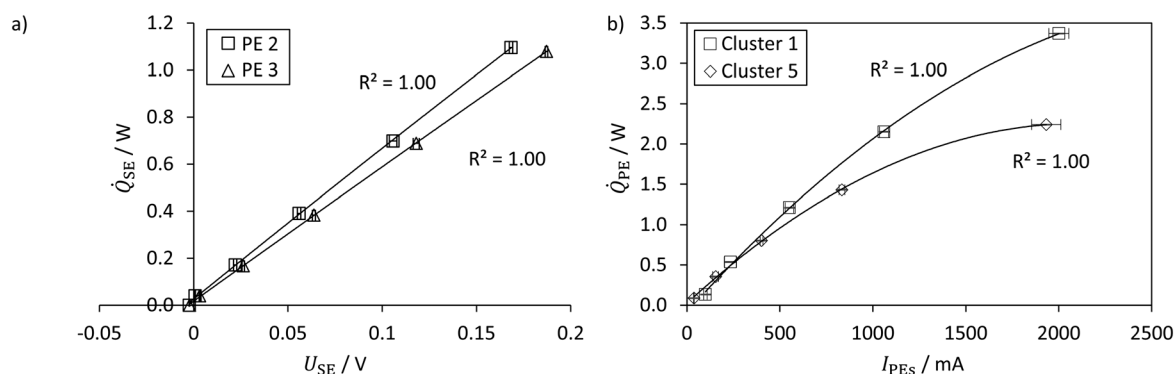 a)
1.2
1.0
0.8
0.6
0.4
0.2
0.0
Q̇SE / W
PE 2
PE 3
R² = 1.00
R² = 1.00
-0.05
0
0.05
0.1
0.15
0.2
USE / V
b)
3.5
3.0
2.5
2.0
1.5
1.0
0.5
0.0
Q̇PE / W
Cluster 1
Cluster 5
R² = 1.00
R² = 1.00
0
500
1000
1500
2000
2500
IPEs / mA